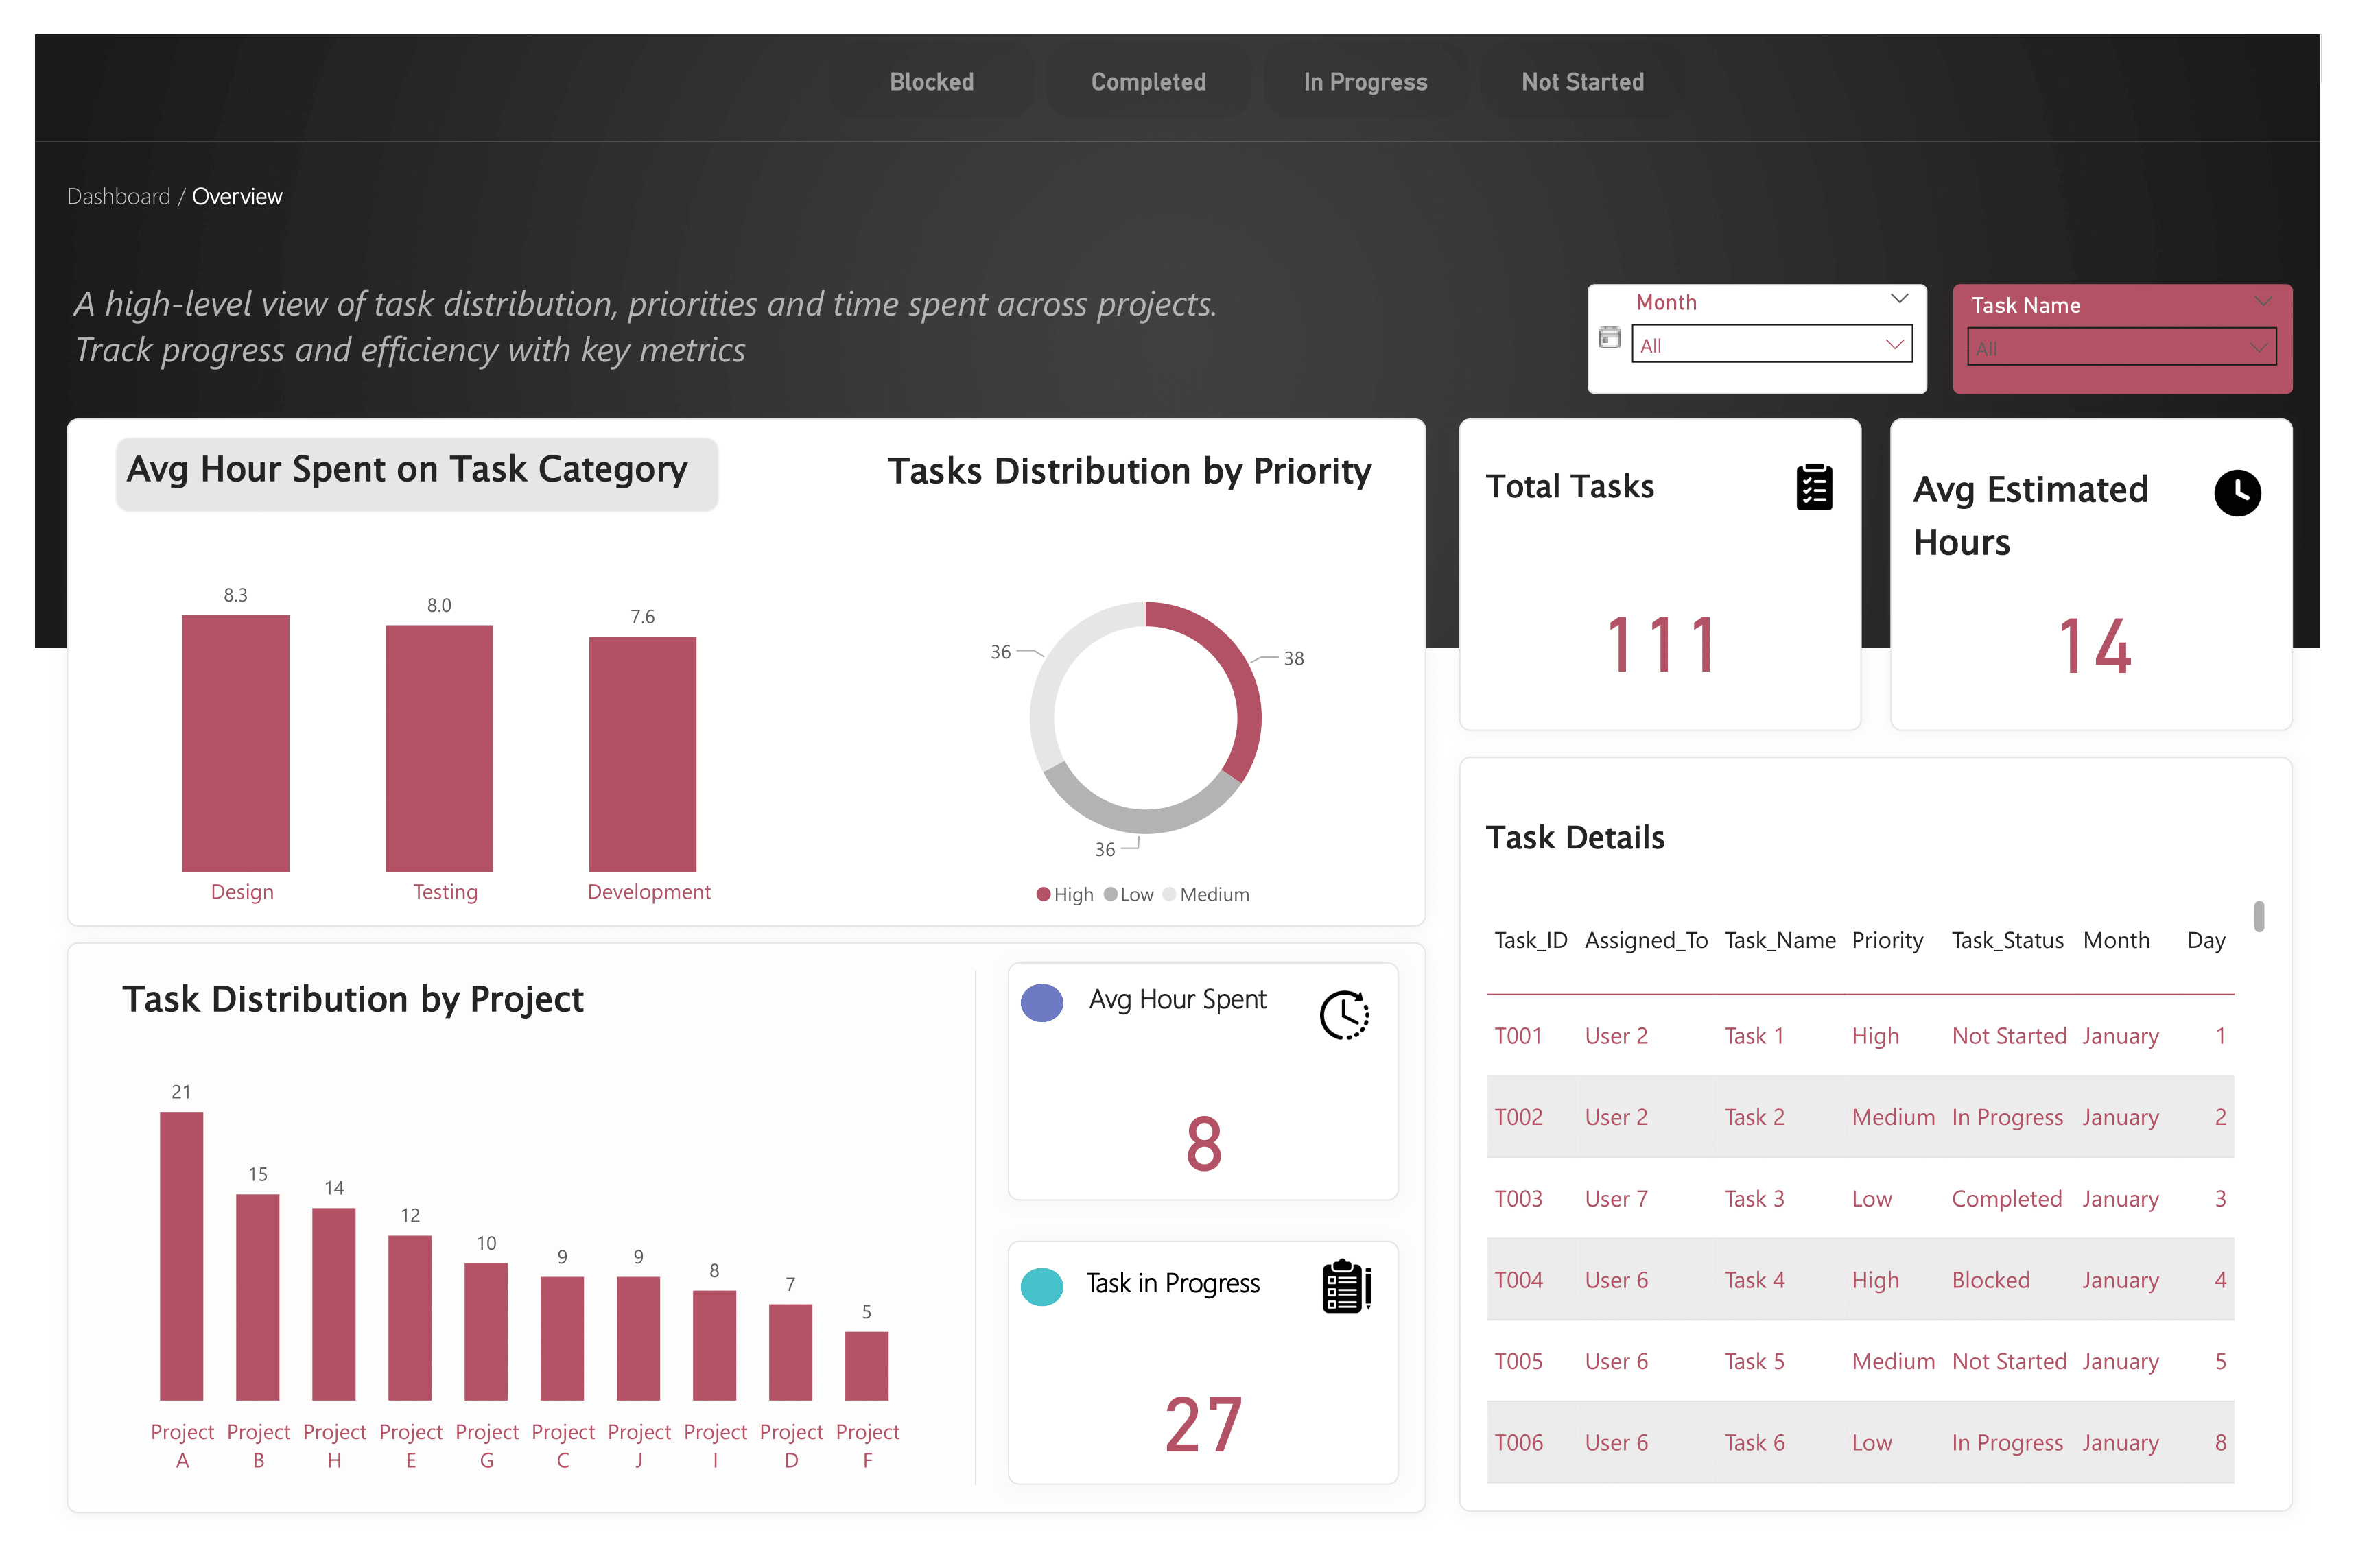 Blocked Completed In Progress Not Started
Dashboard / Overview
A high-level view of task distribution, priorities and time spent across projects.
Track progress and efficiency with key metrics
Month
All
Task Name
All
Avg Hour Spent on Task Category
8.3
8.0
7.6
Design Testing Development
Tasks Distribution by Priority
36
38
36
High Low Medium
Total Tasks
111
Avg Estimated
Hours
14
Task Distribution by Project
21
15
14
12
10
9
9
8
7
5
Project Project Project Project Project Project Project Project Project Project
A B H E G C J I D F
Avg Hour Spent
8
Task in Progress
27
Task Details
Task_ID Assigned_To Task_Name Priority Task_Status Month Day
T001 User 2 Task 1 High Not Started January 1
T002 User 2 Task 2 Medium In Progress January 2
T003 User 7 Task 3 Low Completed January 3
T004 User 6 Task 4 High Blocked January 4
T005 User 6 Task 5 Medium Not Started January 5
T006 User 6 Task 6 Low In Progress January 8